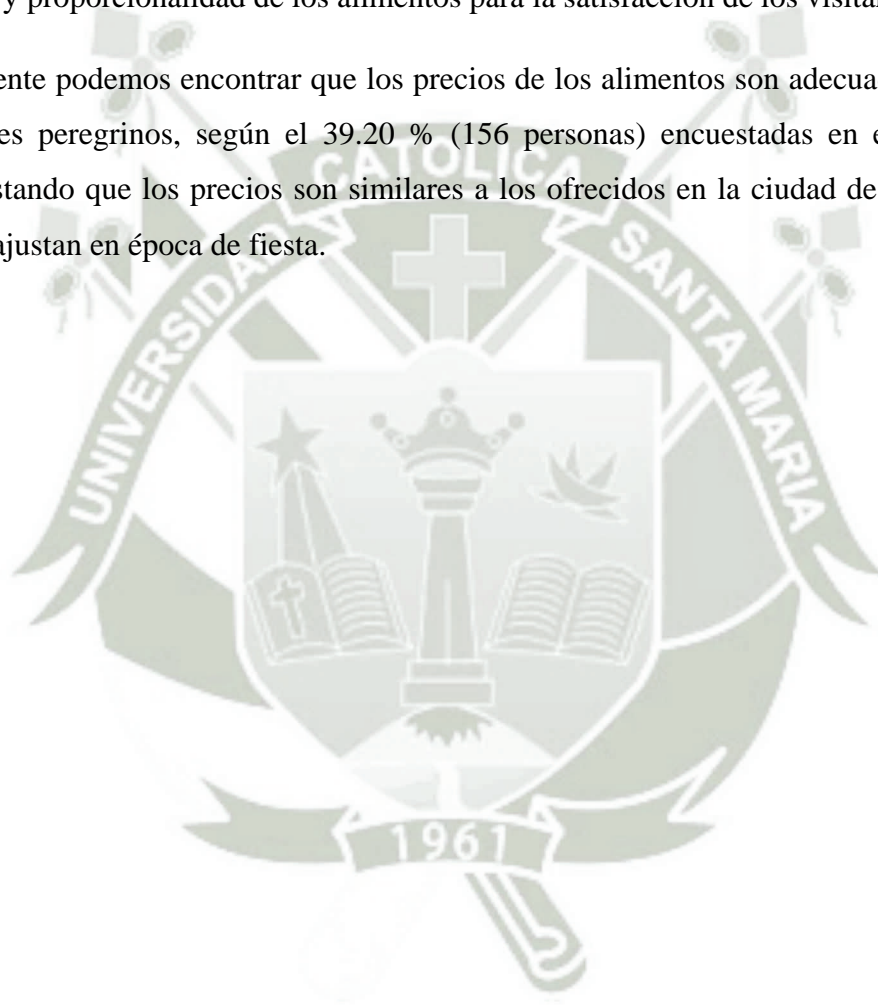 y proporcionalidad de los alimentos para la satisfacción de los
ente podemos encontrar que los precios de los alimentos son
es peregrinos, según el 39.20 % (156 personas) encuestadas en
stando que los precios son similares a los ofrecidos en la ciudad de
ajustan en época de fiesta.
UNIVERSIDAD CATOLICA SANTA MARIA
1961